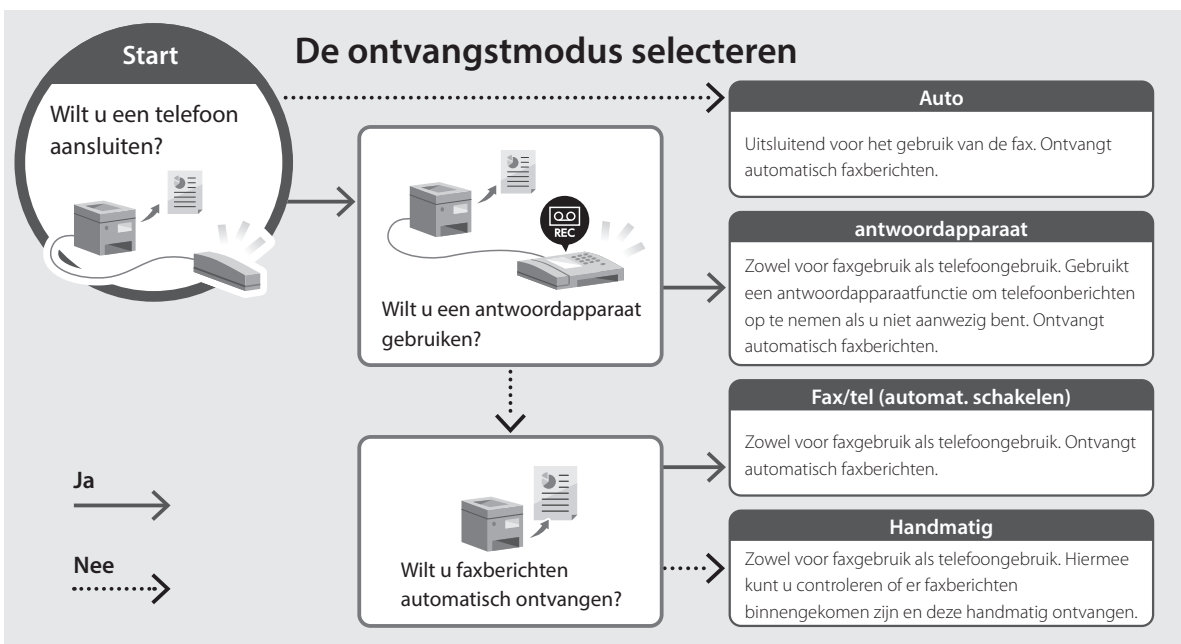 De ontvangstmodus selecteren
Start
Wilt u een telefoon
aansluiten?
Auto
Uitsluitend voor het gebruik van de fax. Ontvangt
automatisch faxberichten.
REC
Wilt u een antwoordapparaat
gebruiken?
antwoordapparaat
Zowel voor faxgebruik als telefoongebruik. Gebruikt
een antwoordapparaatfunctie om telefoonberichten
op te nemen als u niet aanwezig bent. Ontvangt
automatisch faxberichten.
Wilt u faxberichten
automatisch ontvangen?
Fax/tel (automat. schakelen)
Zowel voor faxgebruik als telefoongebruik. Ontvangt
automatisch faxberichten.
Handmatig
Zowel voor faxgebruik als telefoongebruik. Hiermee
kunt u controleren of er faxberichten
binnengekomen zijn en deze handmatig ontvangen.
Ja
Nee